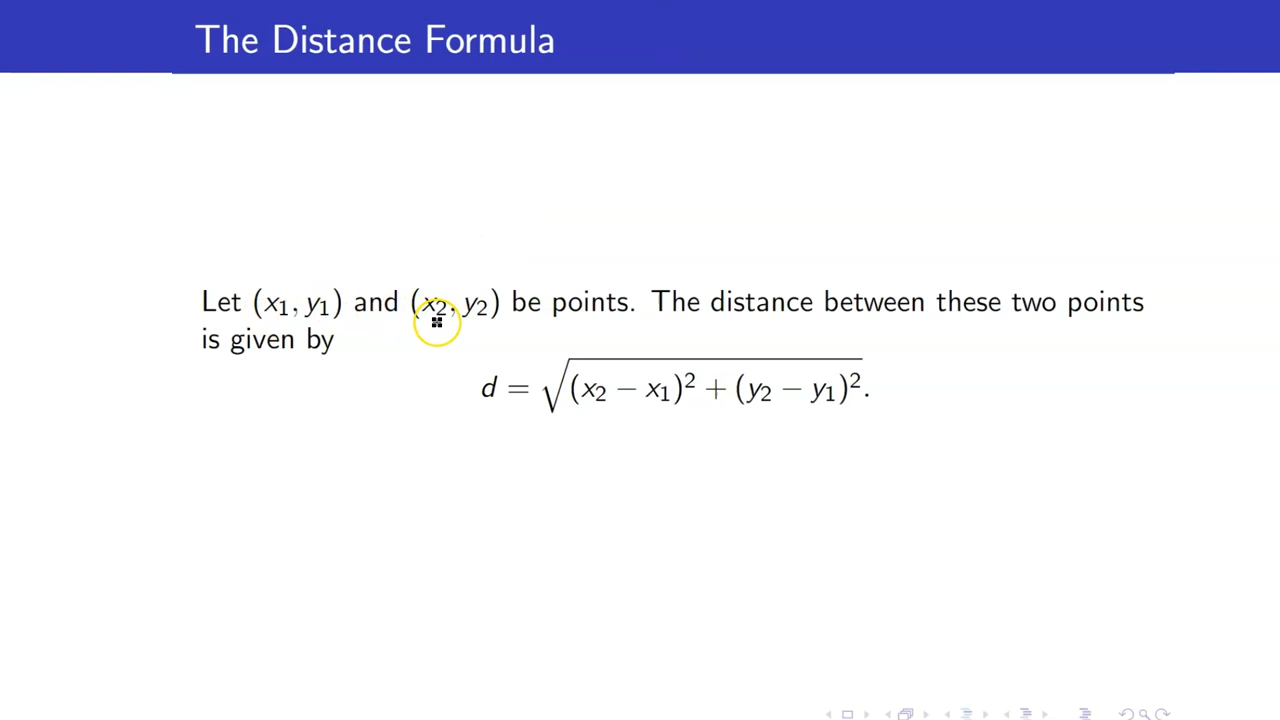 The Distance Formula
Let (x₁, y₁) and (x₂, y₂) be points. The distance between these two points
is given by
d = √((x₂ − x₁)² + (y₂ − y₁)²).